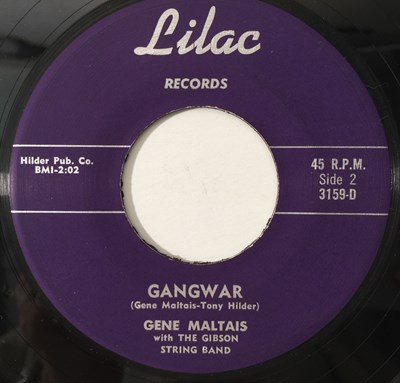 Lilac
RECORDS
Hilder Pub. Co.
BMI-2:02
45 R.P.M.
Side 2
3159-D
GANGWAR
(Gene Maltais-Tony Hilder)
GENE MALTAIS
with THE GIBSON
STRING BAND